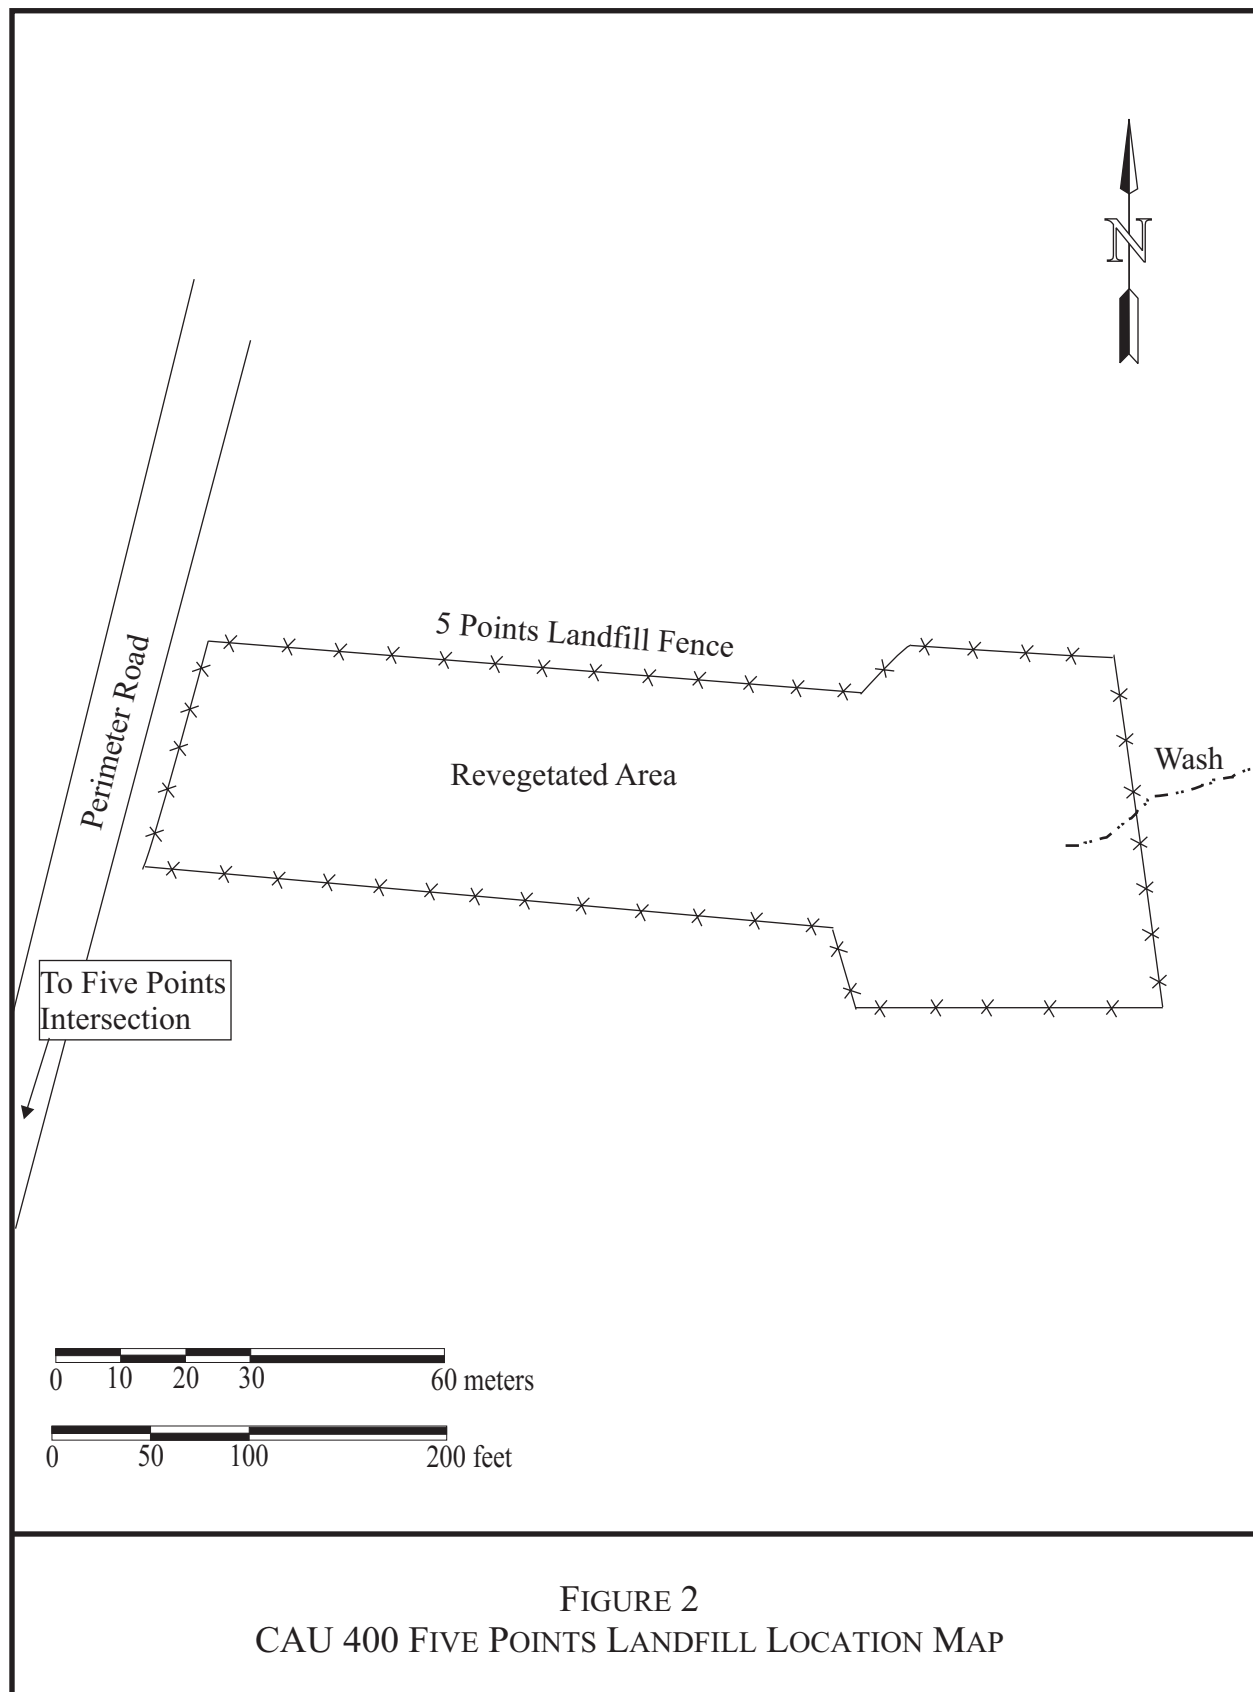 N
5 Points Landfill Fence
Perimeter Road
Revegetated Area
Wash
To Five Points
Intersection
0 10 20 30 60 meters
0 50 100 200 feet
FIGURE 2
CAU 400 FIVE POINTS LANDFILL LOCATION MAP